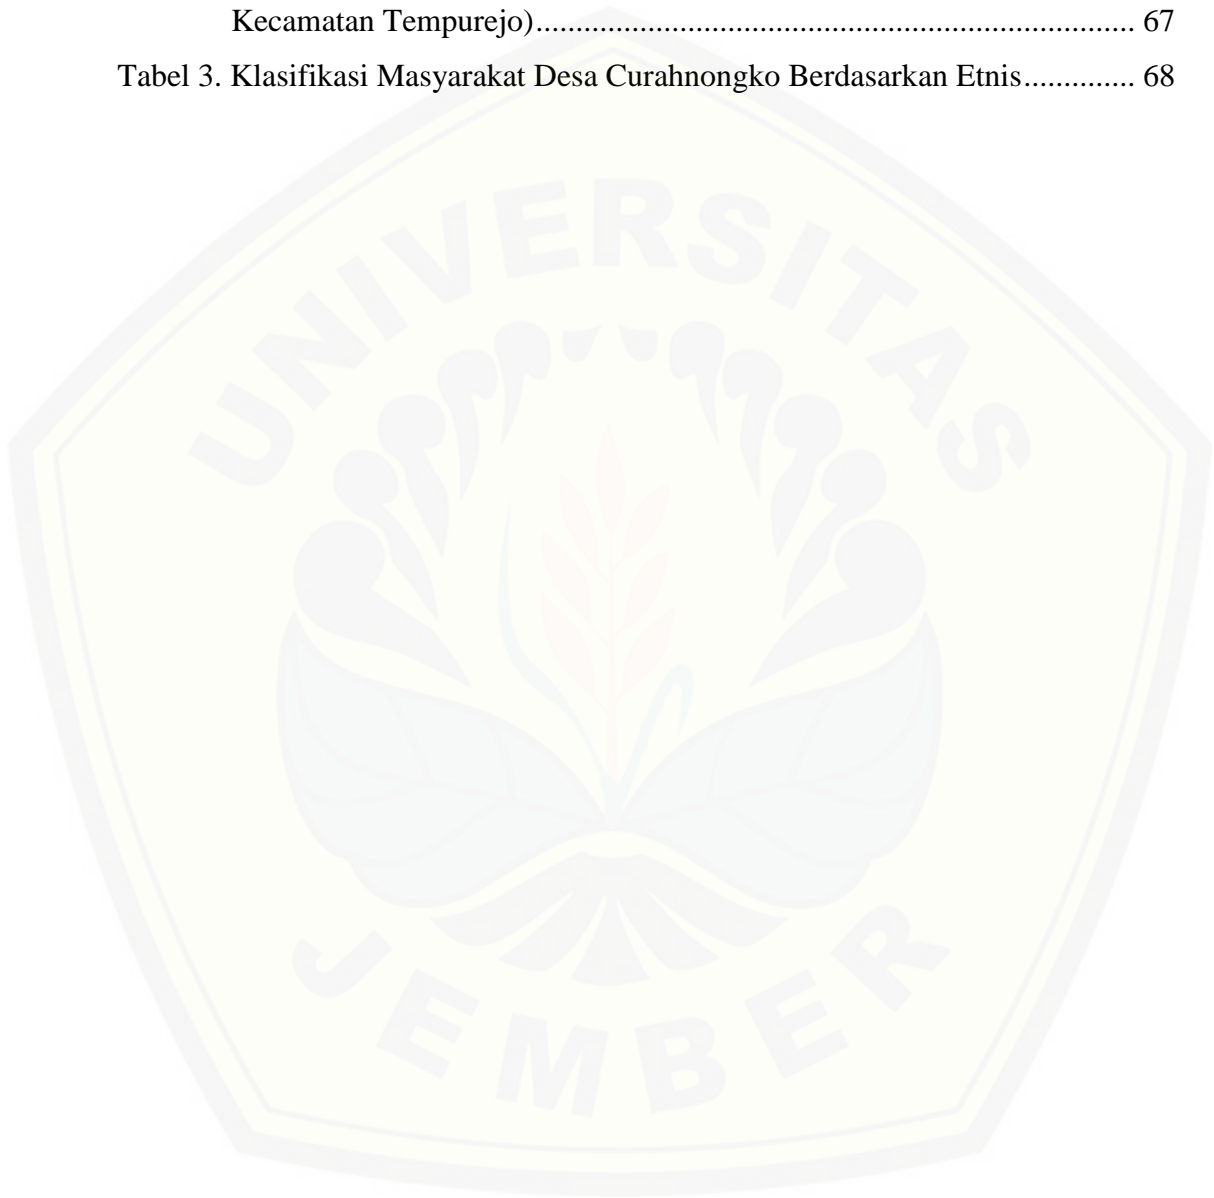 Kecamatan Tempurejo)........................................................................... 67
Tabel 3. Klasifikasi Masyarakat Desa Curahnongko Berdasarkan Etnis.............. 68
UNIVERSITAS
JEMBER